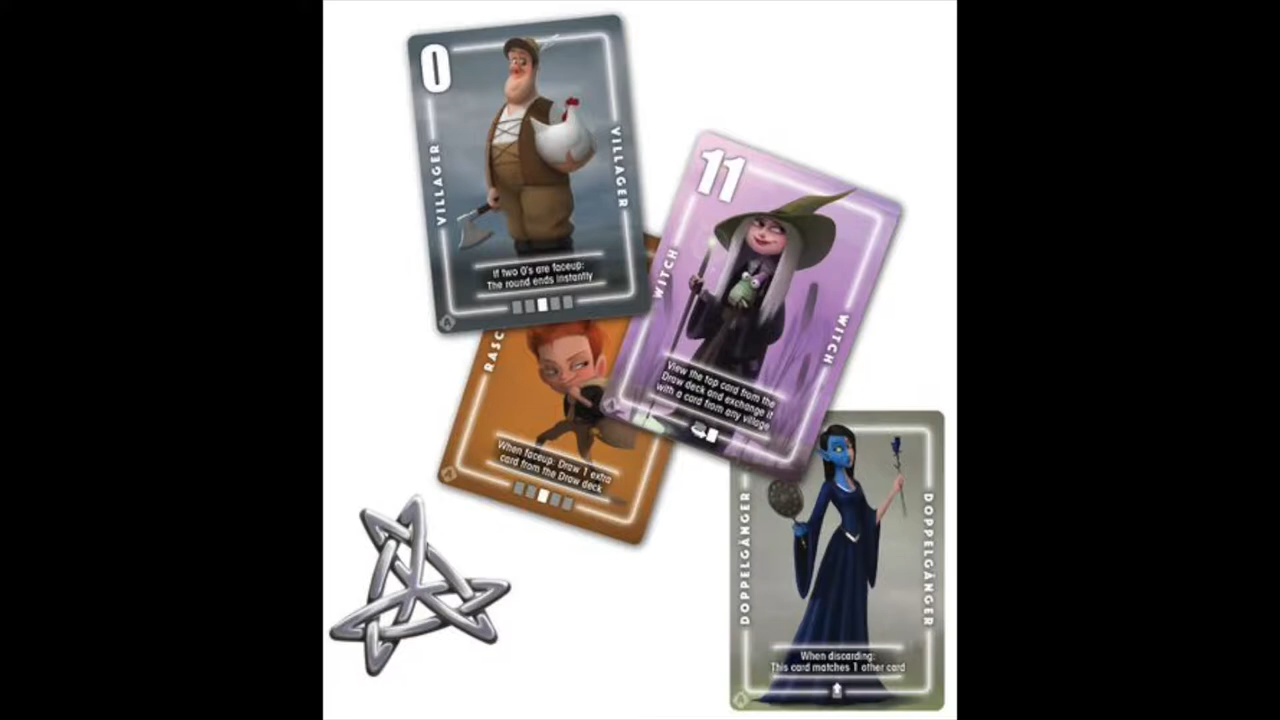 0
VILLAGER
VILLAGER
If two 0's are faceup:
The round ends instantly
11
WITCH
WITCH
View the top card from the
Draw deck and exchange it
with a card from any village
RASC
When faceup: Draw 1 extra
card from the Draw deck
DOPPELGÄNGER
DOPPELGÄNGER
When discarding:
This card matches 1 other card